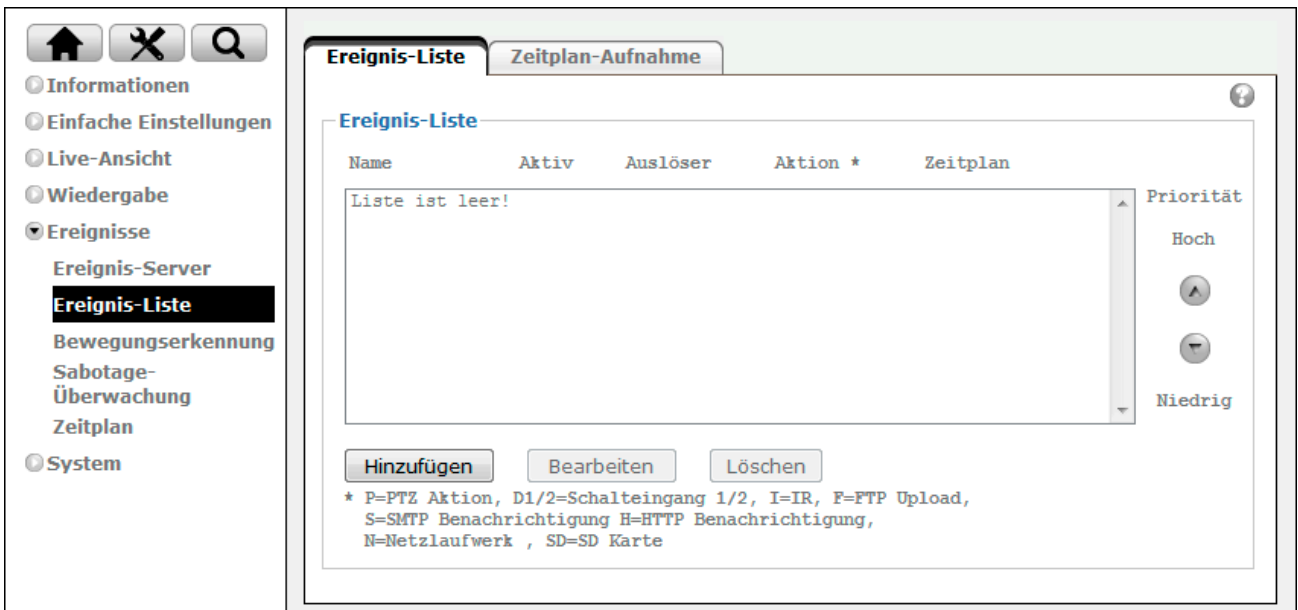 Informationen
Einfache Einstellungen
Live-Ansicht
Wiedergabe
Ereignisse
Ereignis-Server
Ereignis-Liste
Bewegungserkennung
Sabotage-
Überwachung
Zeitplan
System
Ereignis-Liste Zeitplan-Aufnahme
?
Ereignis-Liste
Name Aktiv Auslöser Aktion * Zeitplan
Liste ist leer!
Priorität
Hoch
Niedrig
Hinzufügen Bearbeiten Löschen
* P=PTZ Aktion, D1/2=Schalteingang 1/2, I=IR, F=FTP Upload,
S=SMTP Benachrichtigung H=HTTP Benachrichtigung,
N=Netzlaufwerk , SD=SD Karte